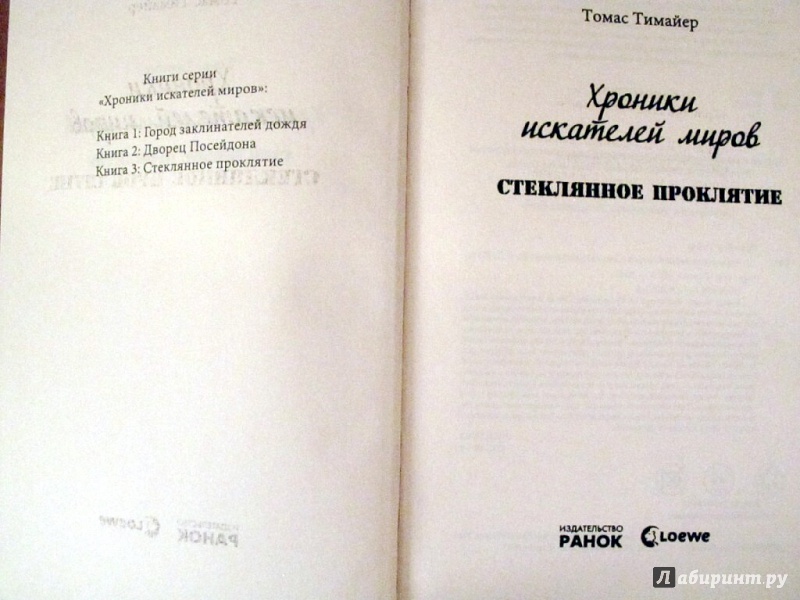 Книги серии
«Хроники искателей миров»:
Книга 1: Город заклинателей дождя
Книга 2: Дворец Посейдона
Книга 3: Стеклянное проклятие
Томас Тимайер
Хроники
искателей миров
СТЕКЛЯННОЕ ПРОКЛЯТИЕ
ИЗДАТЕЛЬСТВО
РАНОК
Loewe
Лабиринт.ру